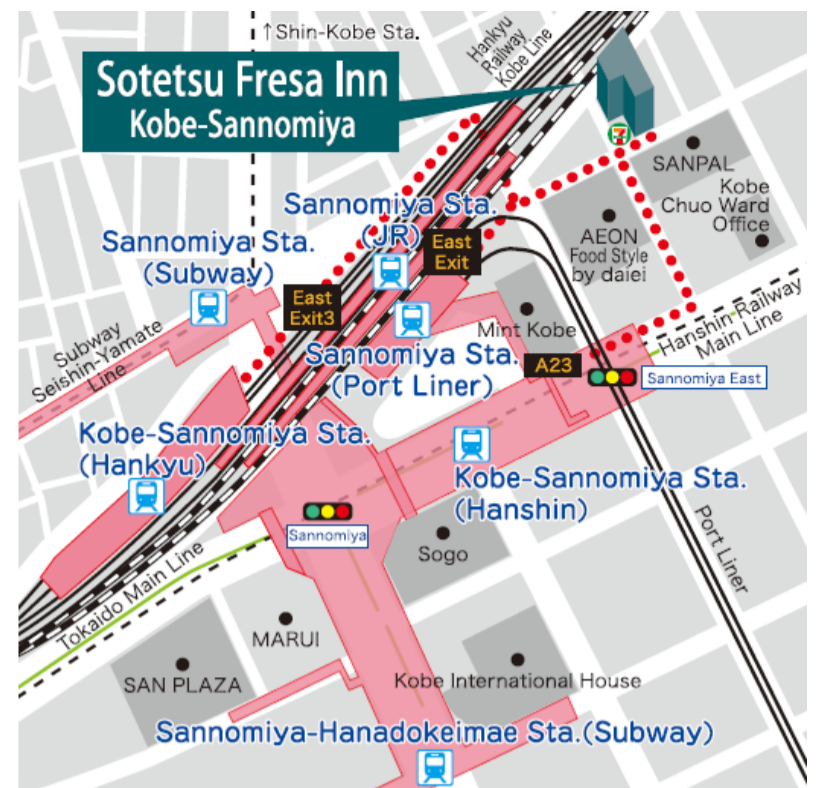 ↑Shin-Kobe Sta.
Hankyu
Railway
Kobe Line
Sotetsu Fresa Inn
Kobe-Sannomiya
7
SANPAL
Kobe
Chuo Ward
Office
Sannomiya Sta.
(JR)
East
Exit
AEON
Food Style
by daiei
Sannomiya Sta.
(Subway)
East
Exit3
Subway
Seishin-Yamate
Line
Mint Kobe
Hanshin-Railway
Main Line
Sannomiya Sta.
(Port Liner)
A23
Sannomiya East
Kobe-Sannomiya Sta.
(Hankyu)
Kobe-Sannomiya Sta.
(Hanshin)
Sannomiya
Sogo
Port Liner
Tokaido Main Line
MARUI
SAN PLAZA
Kobe International House
Sannomiya-Hanadokeimae Sta.(Subway)